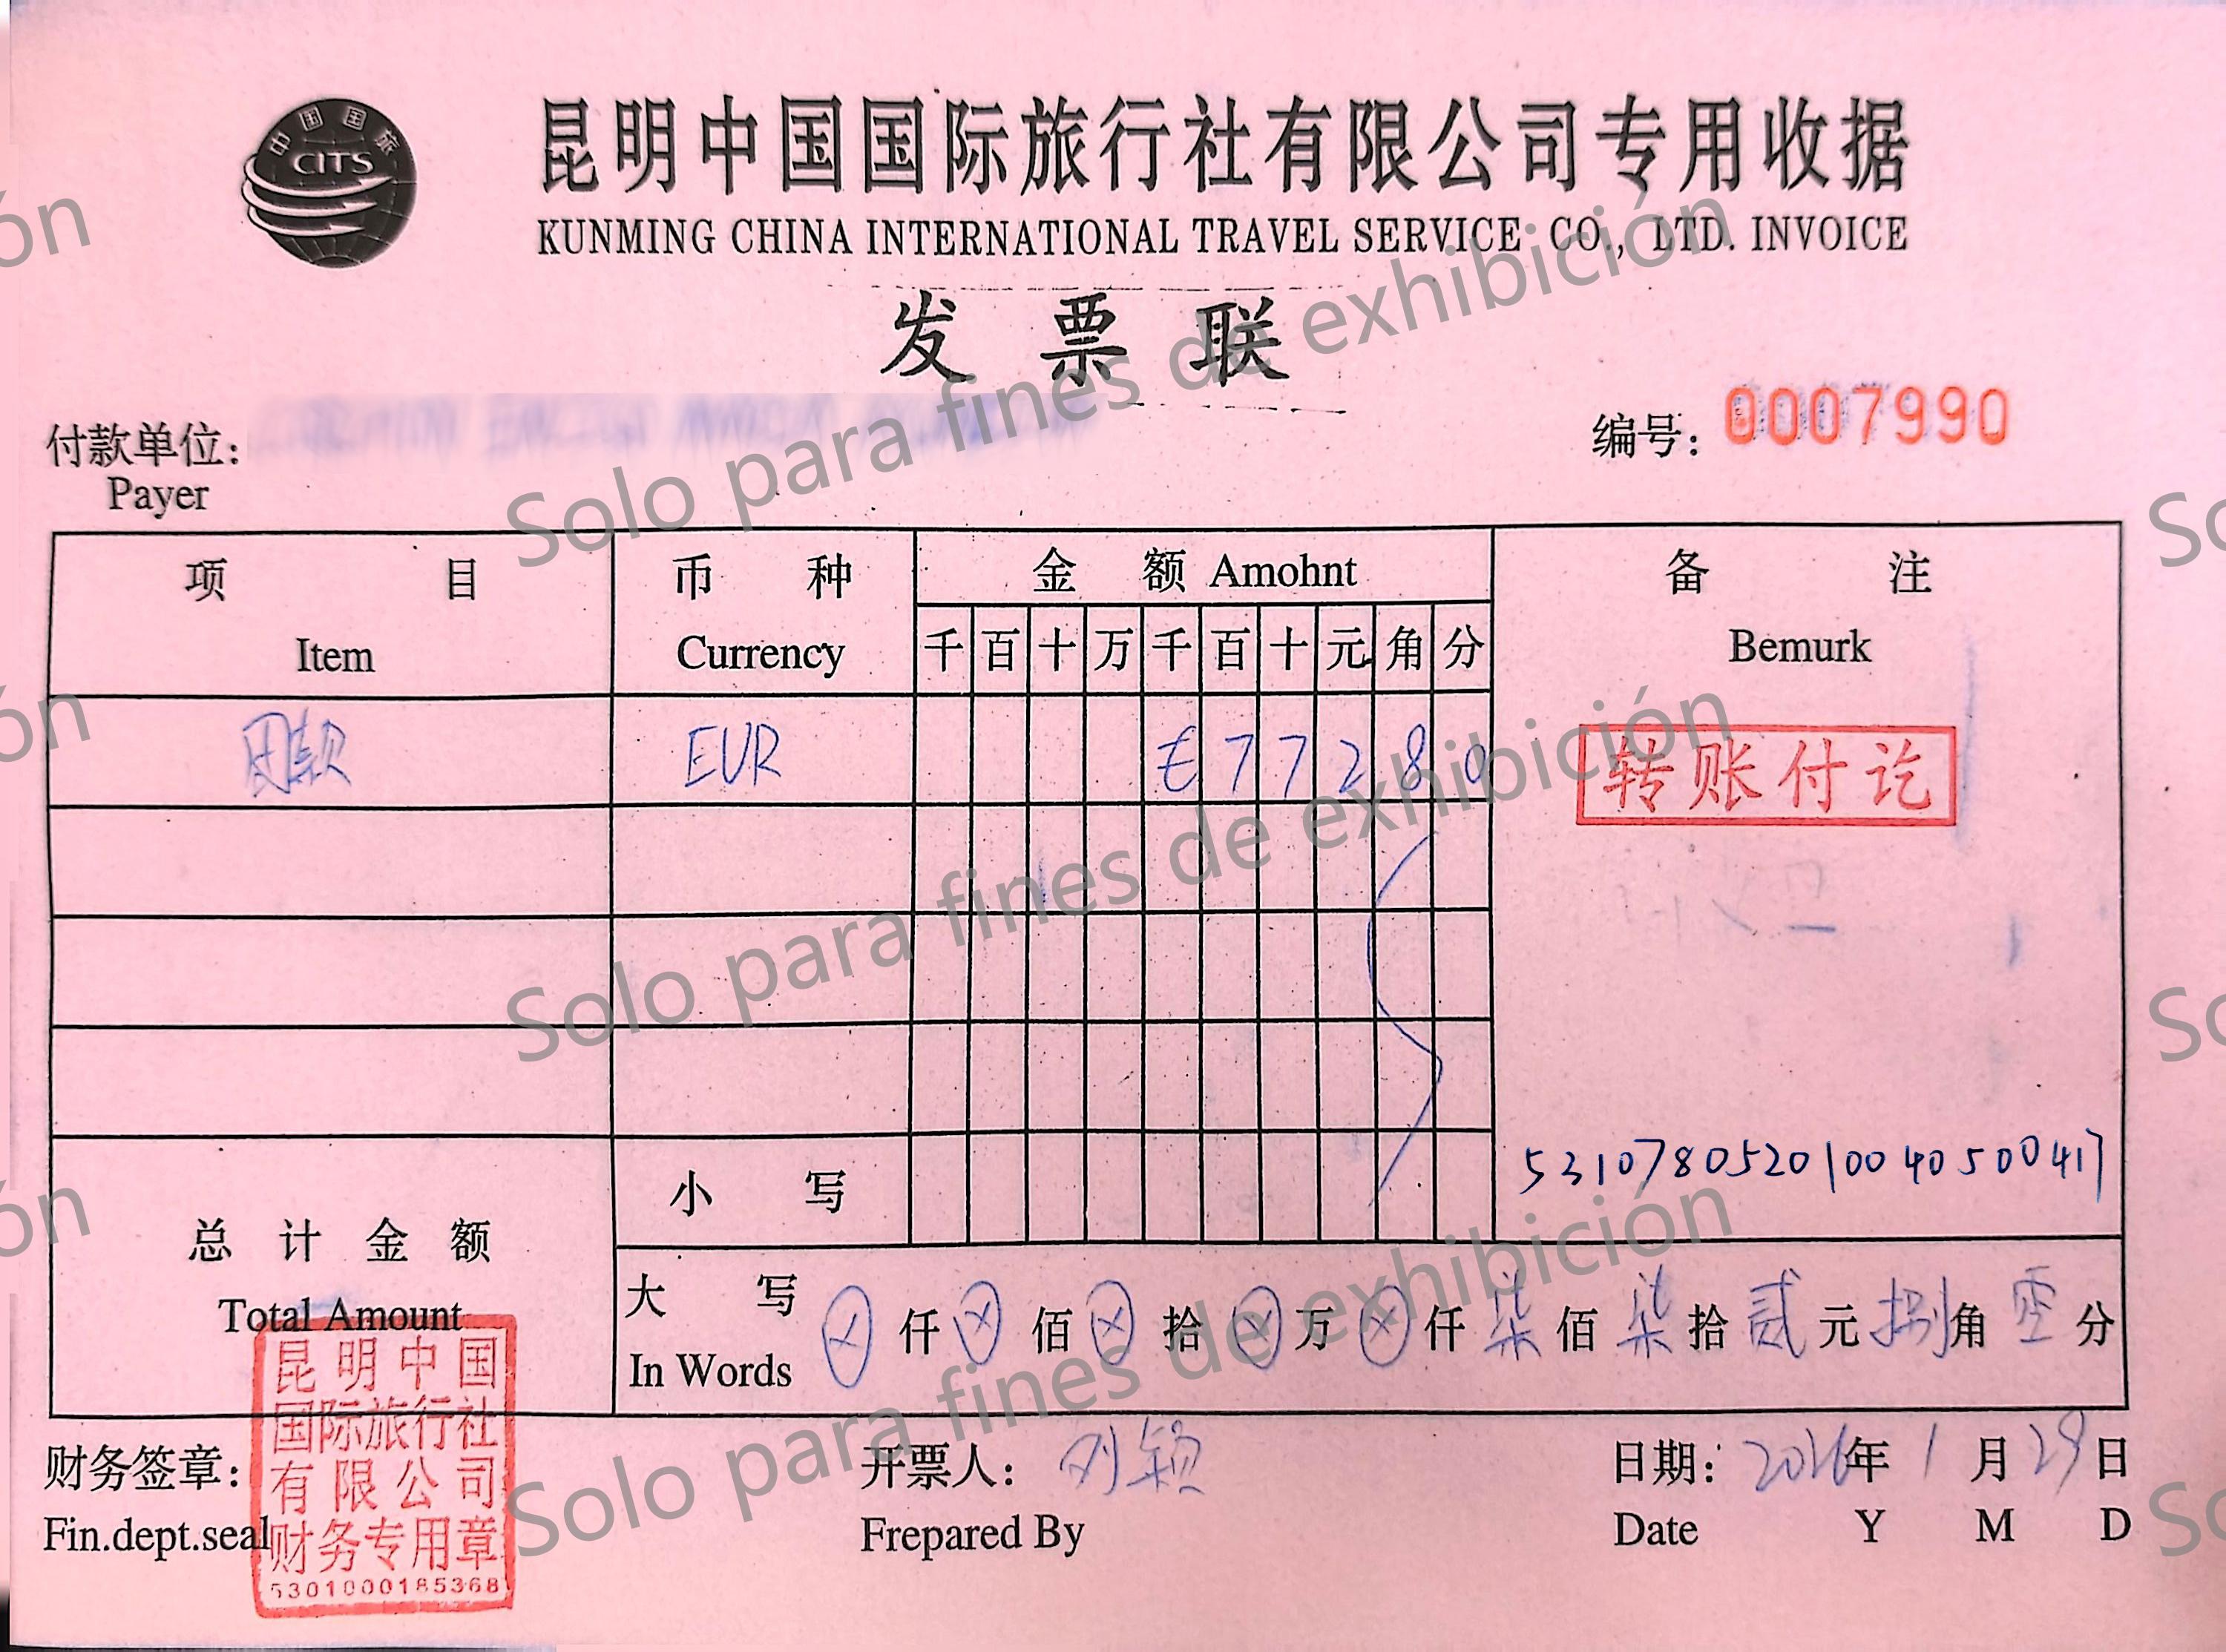 中国国旅
CITS
昆明中国国际旅行社有限公司专用收据
KUNMING CHINA INTERNATIONAL TRAVEL SERVICE CO., LTD. INVOICE
发票联
付款单位:
Payer
编号: 0007990
项目 币种 金额 Amohnt 备注
Item Currency 千 百 十 万 千 百 十 元 角 分 Bemurk
团款 EUR € 7 7 2 8 0 转账付讫
小写 53107805201004050041
总计金额
Total Amount
大写 ⊗仟⊗佰⊗拾⊗万⊗仟柒佰柒拾贰元捌角零分
In Words
财务签章: 开票人: 刘颖 日期: 2026年1月29日
Fin.dept.seal Frepared By Date Y M D
昆明中国
国际旅行社
有限公司
财务专用章
5301000185368
Solo para fines de exhibición
Solo para fines de exhibición
Solo para fines de exhibición